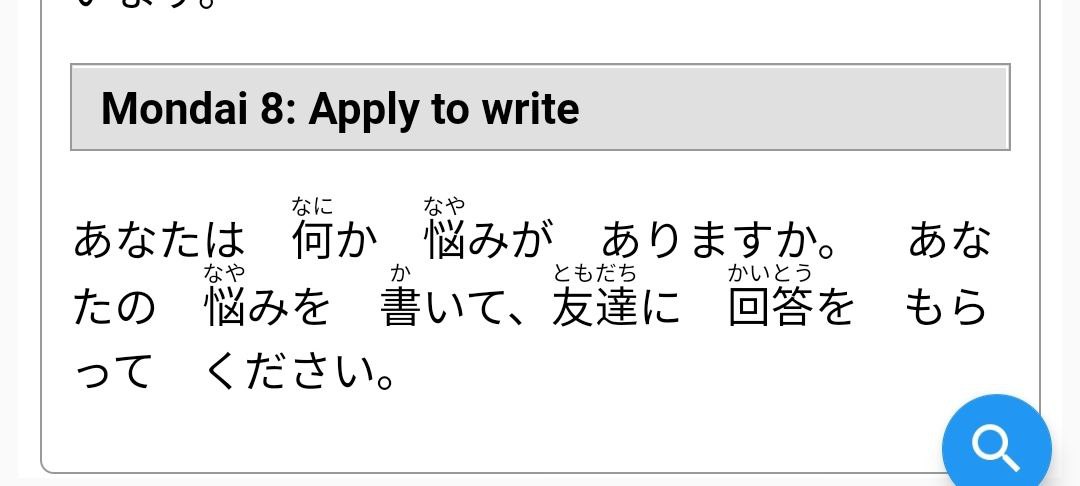 います。
Mondai 8: Apply to write
あなたは　何か　悩みが　ありますか。　あな
なに　なや
たの　悩みを　書いて、友達に　回答を　もら
なや　か　ともだち　かいとう
って　ください。